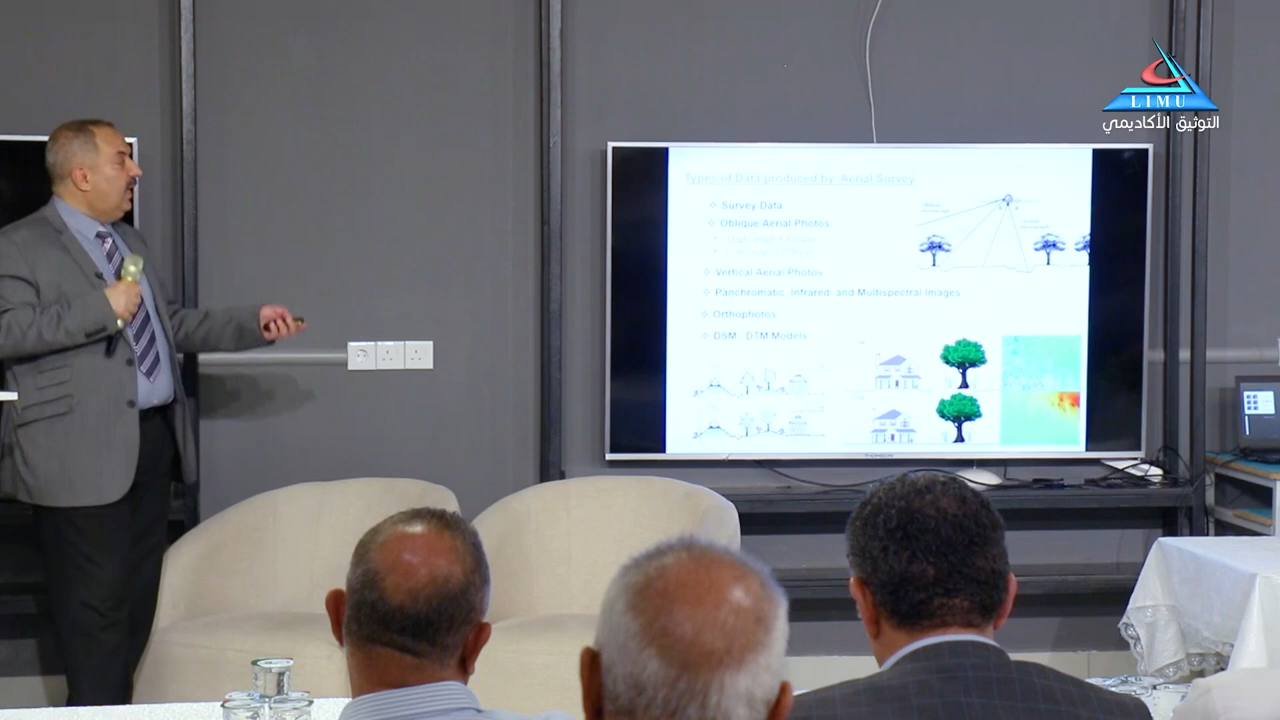 LIMU
التوثيق الأكاديمي
Types of Data produced by Aerial Survey
Survey Data
Oblique Aerial Photos
Vertical Aerial Photos
Panchromatic, Infrared, and Multispectral Images
Orthophotos
DSM, DTM Models
THOMSON